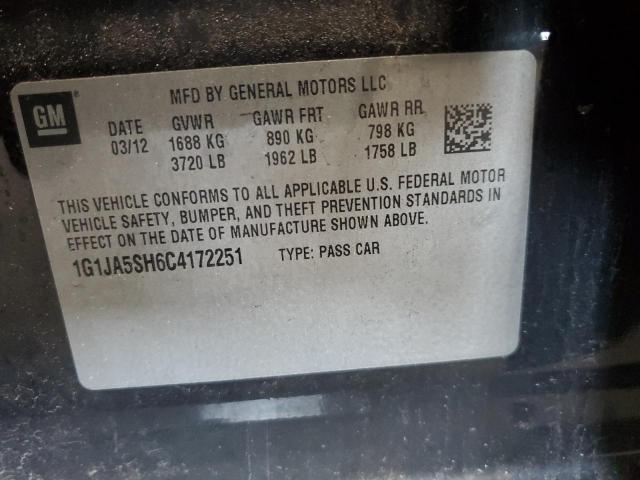 GM ®
MFD BY GENERAL MOTORS LLC
DATE GVWR GAWR FRT GAWR RR
03/12 1688 KG 890 KG 798 KG
3720 LB 1962 LB 1758 LB
THIS VEHICLE CONFORMS TO ALL APPLICABLE U.S. FEDERAL MOTOR
VEHICLE SAFETY, BUMPER, AND THEFT PREVENTION STANDARDS IN
EFFECT ON THE DATE OF MANUFACTURE SHOWN ABOVE.
1G1JA5SH6C4172251 TYPE: PASS CAR